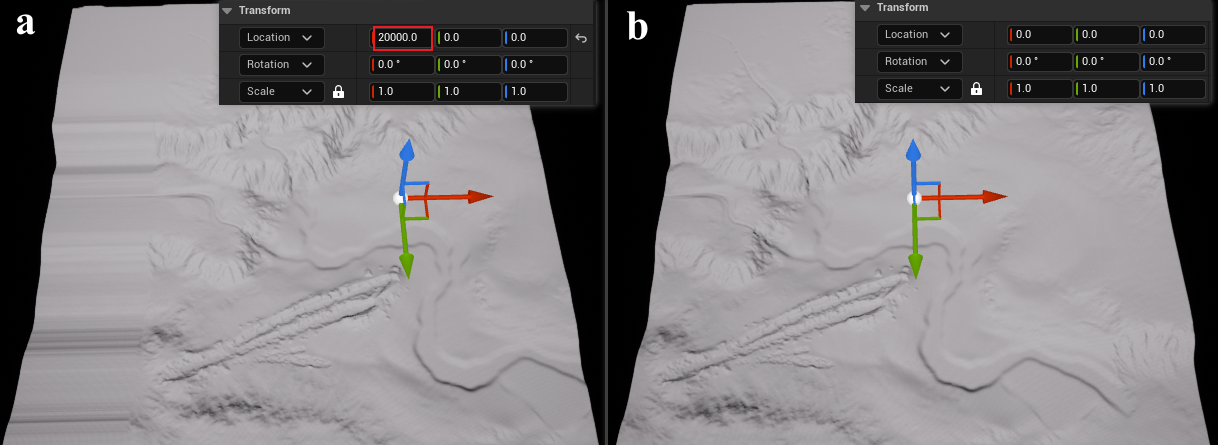 a
Transform
Location 20000.0 0.0 0.0
Rotation 0.0 ° 0.0 ° 0.0 °
Scale 1.0 1.0 1.0
b
Transform
Location 0.0 0.0 0.0
Rotation 0.0 ° 0.0 ° 0.0 °
Scale 1.0 1.0 1.0